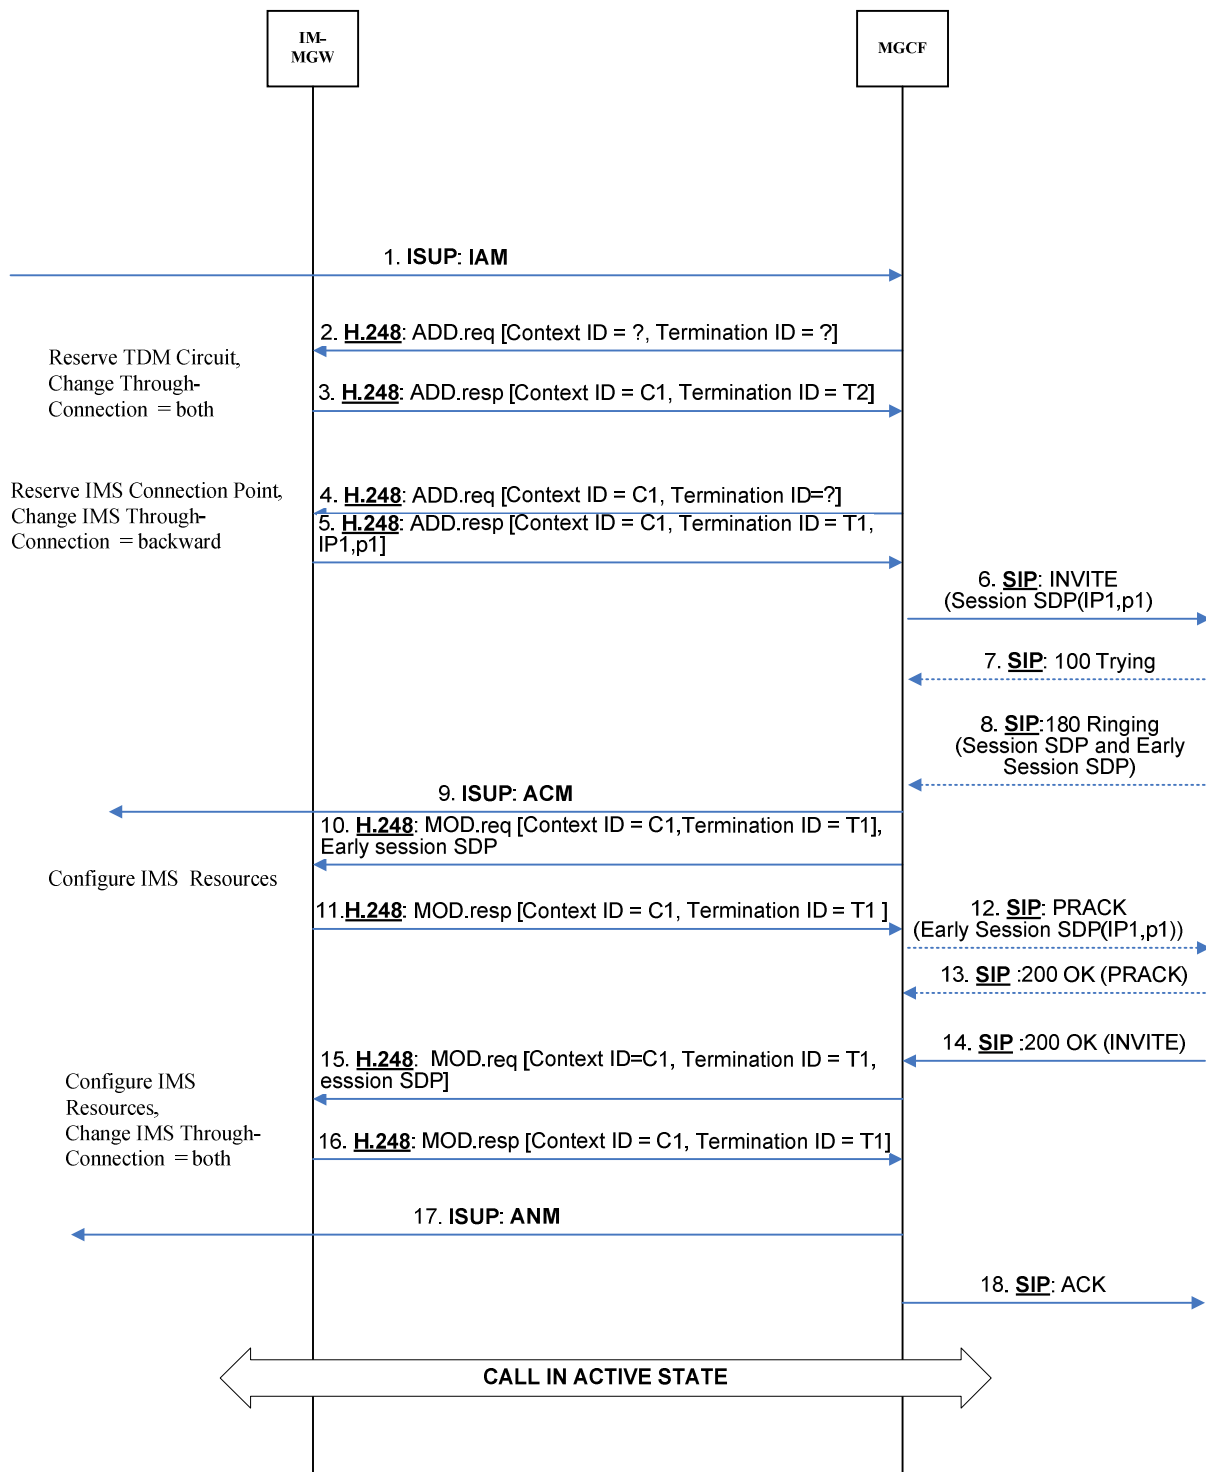 IM-
MGW
MGCF
1. ISUP: IAM
2. H.248: ADD.req [Context ID = ?, Termination ID = ?]
Reserve TDM Circuit,
Change Through-
Connection = both
3. H.248: ADD.resp [Context ID = C1, Termination ID = T2]
Reserve IMS Connection Point,
Change IMS Through-
Connection = backward
4. H.248: ADD.req [Context ID = C1, Termination ID=?]
5. H.248: ADD.resp [Context ID = C1, Termination ID = T1,
IP1,p1]
6. SIP: INVITE
(Session SDP(IP1,p1)
7. SIP: 100 Trying
8. SIP:180 Ringing
(Session SDP and Early
Session SDP)
9. ISUP: ACM
10. H.248: MOD.req [Context ID = C1,Termination ID = T1],
Early session SDP
Configure IMS Resources
11.H.248: MOD.resp [Context ID = C1, Termination ID = T1 ]
12. SIP: PRACK
(Early Session SDP(IP1,p1))
13. SIP :200 OK (PRACK)
14. SIP :200 OK (INVITE)
15. H.248: MOD.req [Context ID=C1, Termination ID = T1,
esssion SDP]
Configure IMS
Resources,
Change IMS Through-
Connection = both
16. H.248: MOD.resp [Context ID = C1, Termination ID = T1]
17. ISUP: ANM
18. SIP: ACK
CALL IN ACTIVE STATE